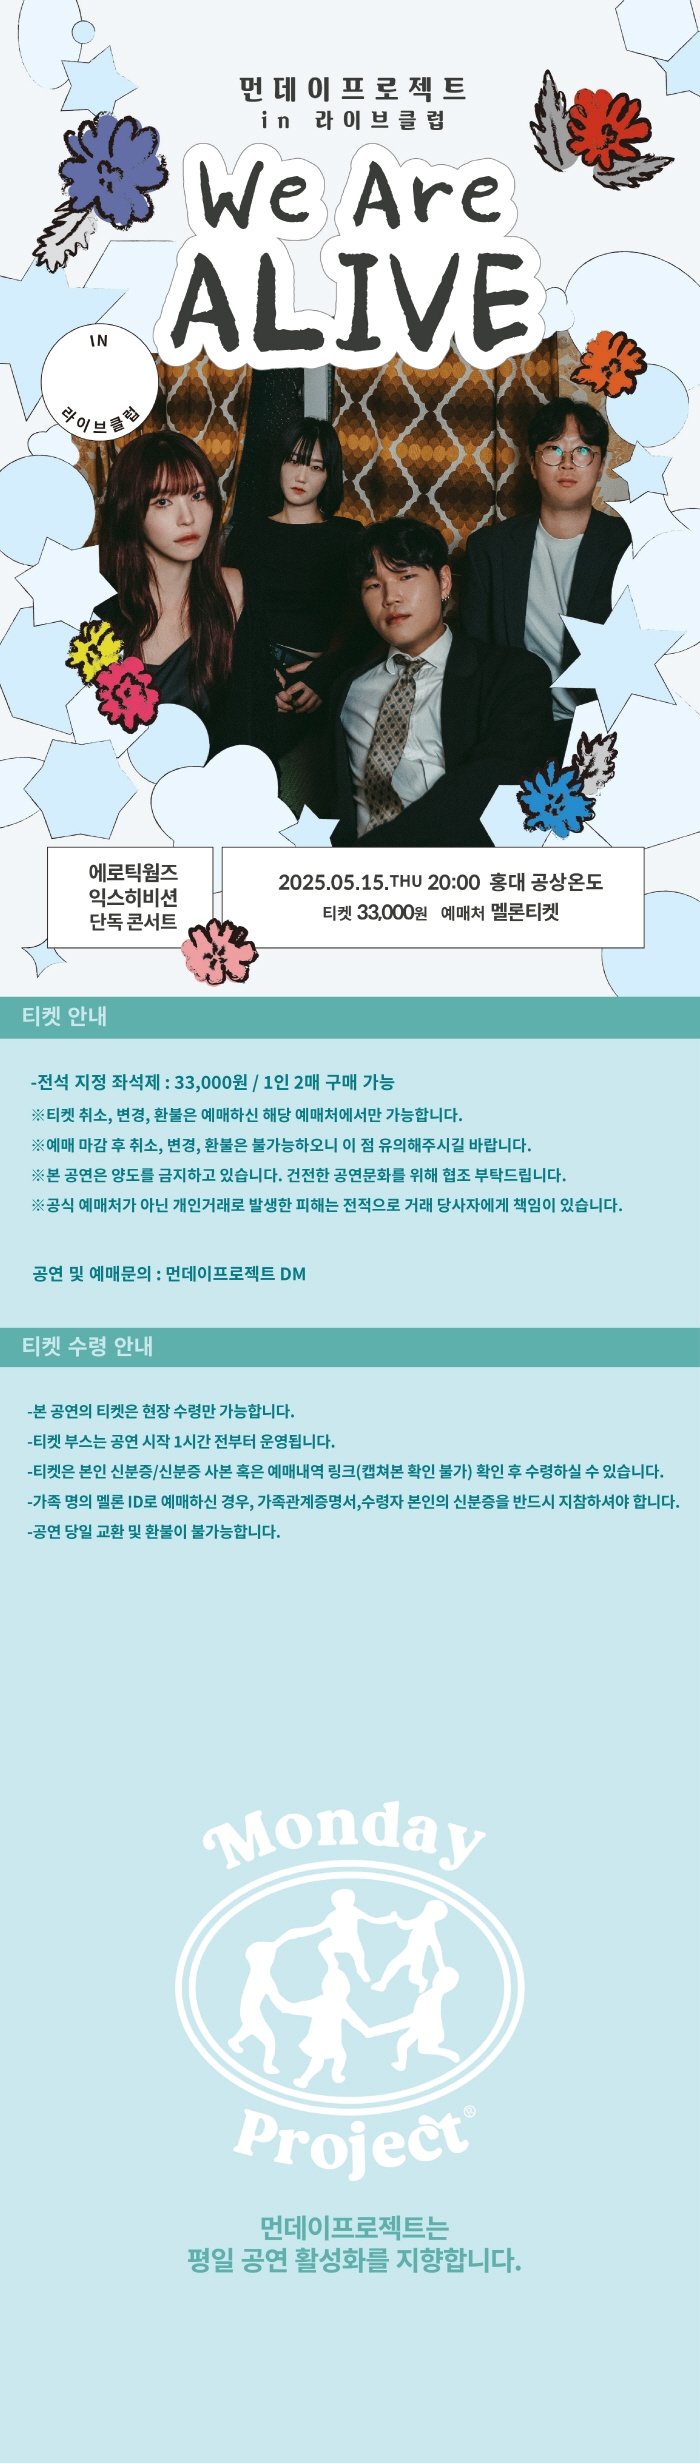 먼데이프로젝트
in 라이브클럽
We Are
ALIVE
IN
라이브클럽
에로틱웜즈
익스히비션
단독 콘서트
2025.05.15.THU 20:00 홍대 공상온도
티켓 33,000원 예매처 멜론티켓
티켓 안내
-전석 지정 좌석제 : 33,000원 / 1인 2매 구매 가능
※티켓 취소, 변경, 환불은 예매하신 해당 예매처에서만 가능합니다.
※예매 마감 후 취소, 변경, 환불은 불가능하오니 이 점 유의해주시길 바랍니다.
※본 공연은 양도를 금지하고 있습니다. 건전한 공연문화를 위해 협조 부탁드립니다.
※공식 예매처가 아닌 개인거래로 발생한 피해는 전적으로 거래 당사자에게 책임이 있습니다.
공연 및 예매문의 : 먼데이프로젝트 DM
티켓 수령 안내
-본 공연의 티켓은 현장 수령만 가능합니다.
-티켓 부스는 공연 시작 1시간 전부터 운영됩니다.
-티켓은 본인 신분증/신분증 사본 혹은 예매내역 링크(캡쳐본 확인 불가) 확인 후 수령하실 수 있습니다.
-가족 명의 멜론 ID로 예매하신 경우, 가족관계증명서,수령자 본인의 신분증을 반드시 지참하셔야 합니다.
-공연 당일 교환 및 환불이 불가능합니다.
Monday
Project®
먼데이프로젝트는
평일 공연 활성화를 지향합니다.